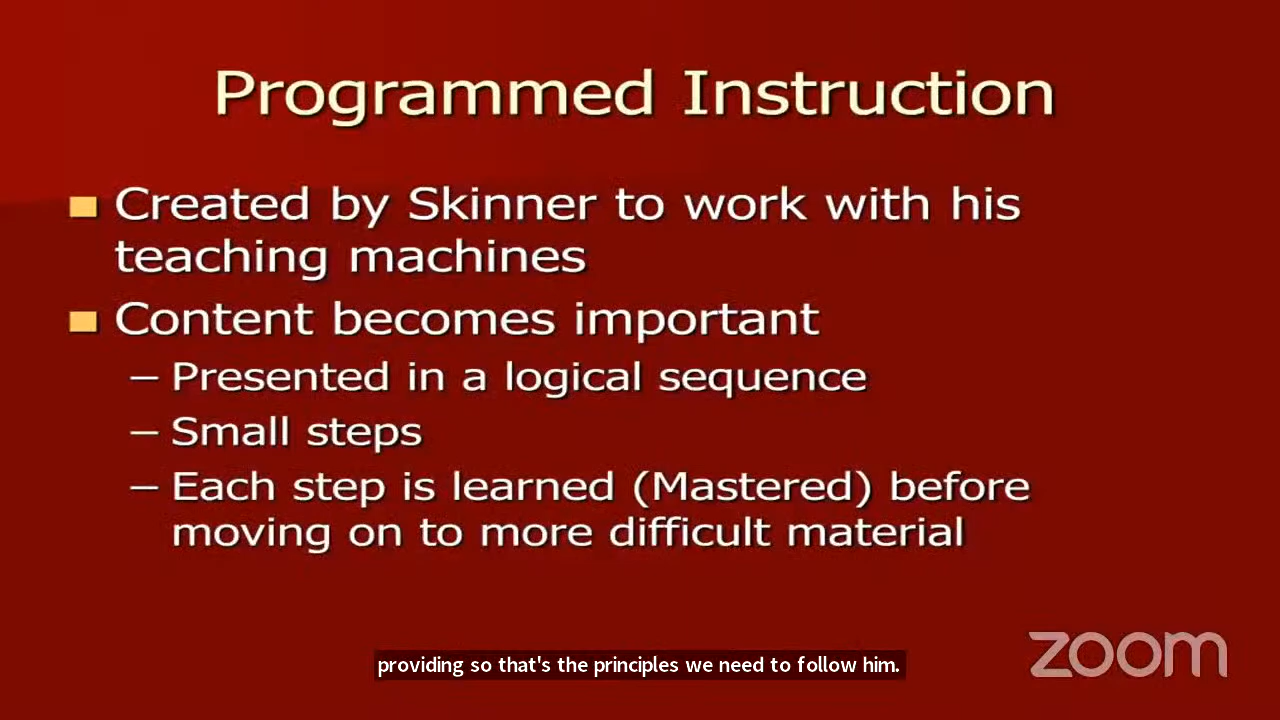 Programmed Instruction
Created by Skinner to work with his
teaching machines
Content becomes important
– Presented in a logical sequence
– Small steps
– Each step is learned (Mastered) before
moving on to more difficult material
providing so that's the principles we need to follow him.
zoom